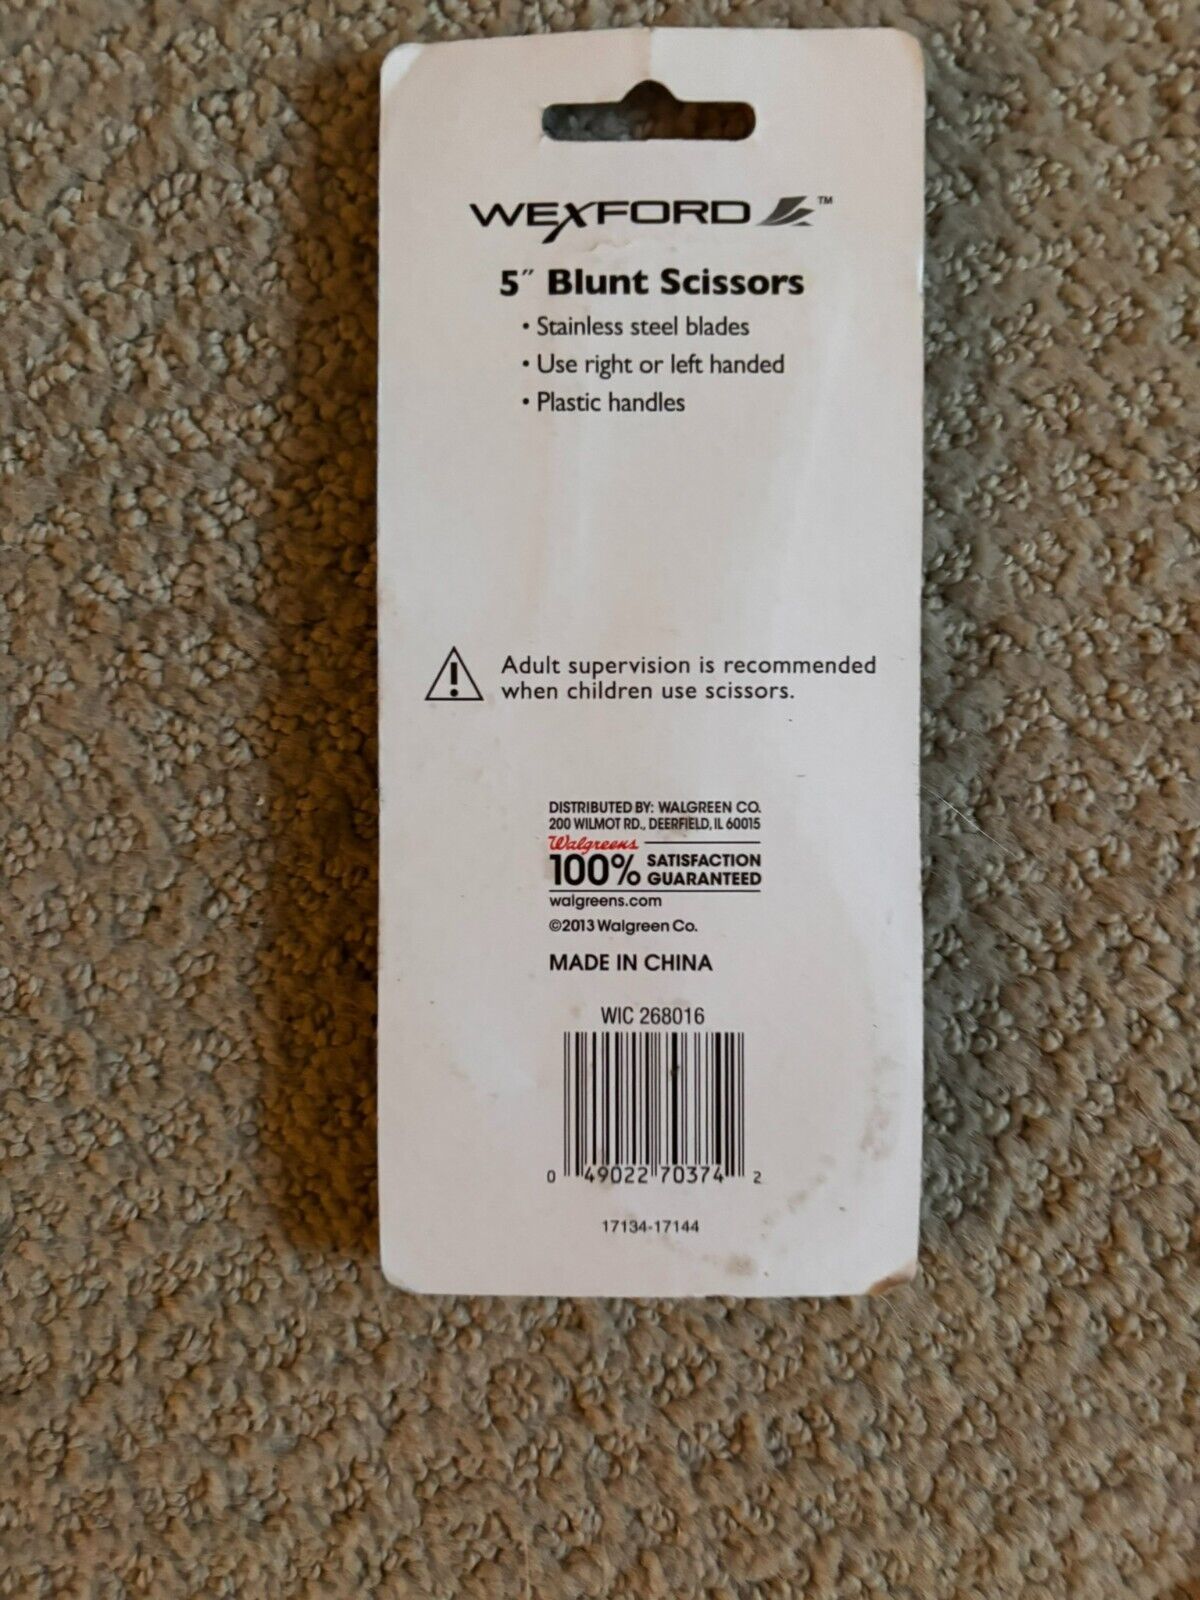 WEXFORD ™
5" Blunt Scissors
• Stainless steel blades
• Use right or left handed
• Plastic handles
! Adult supervision is recommended
when children use scissors.
DISTRIBUTED BY: WALGREEN CO.
200 WILMOT RD., DEERFIELD, IL 60015
Walgreens
100% SATISFACTION
GUARANTEED
walgreens.com
©2013 Walgreen Co.
MADE IN CHINA
WIC 268016
0 49022 70374 2
17134-17144